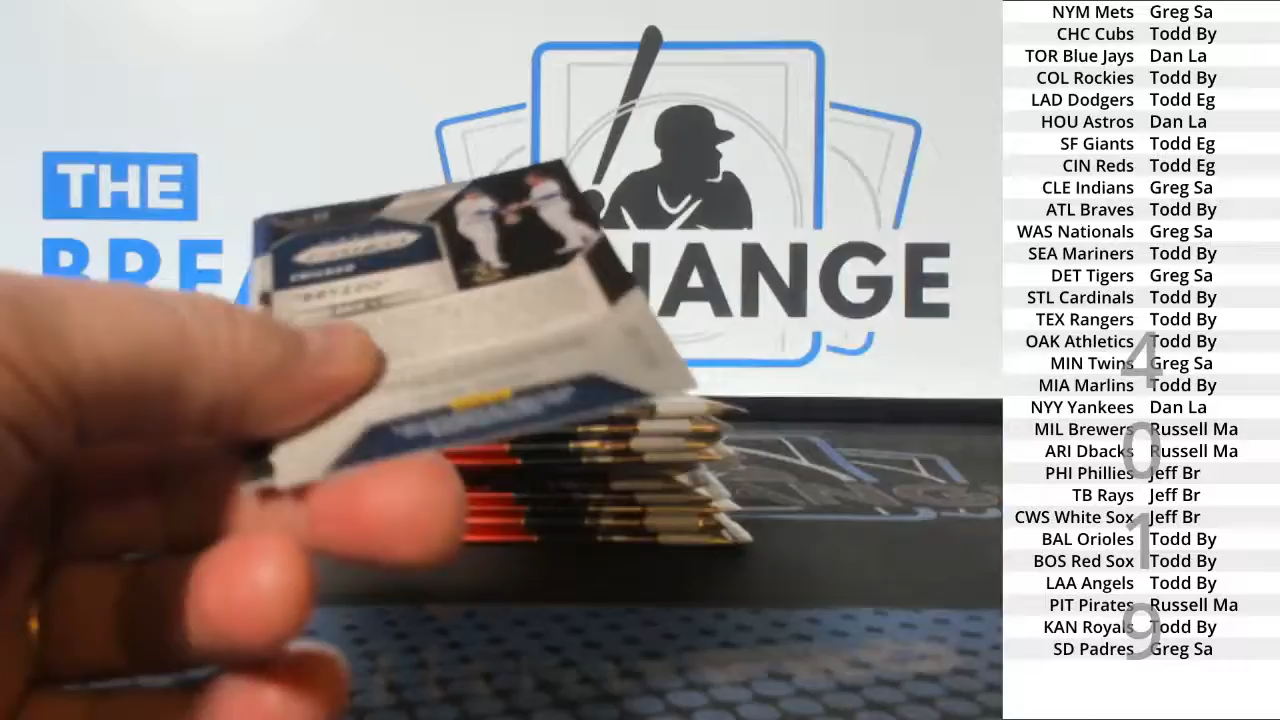 THE
BRE
HANGE
NYM Mets Greg Sa
CHC Cubs Todd By
TOR Blue Jays Dan La
COL Rockies Todd By
LAD Dodgers Todd Eg
HOU Astros Dan La
SF Giants Todd Eg
CIN Reds Todd Eg
CLE Indians Greg Sa
ATL Braves Todd By
WAS Nationals Greg Sa
SEA Mariners Todd By
DET Tigers Greg Sa
STL Cardinals Todd By
TEX Rangers Todd By
OAK Athletics Todd By
MIN Twins Greg Sa
MIA Marlins Todd By
NYY Yankees Dan La
MIL Brewers Russell Ma
ARI Dbacks Russell Ma
PHI Phillies Jeff Br
TB Rays Jeff Br
CWS White Sox Jeff Br
BAL Orioles Todd By
BOS Red Sox Todd By
LAA Angels Todd By
PIT Pirates Russell Ma
KAN Royals Todd By
SD Padres Greg Sa
4
0
1
9